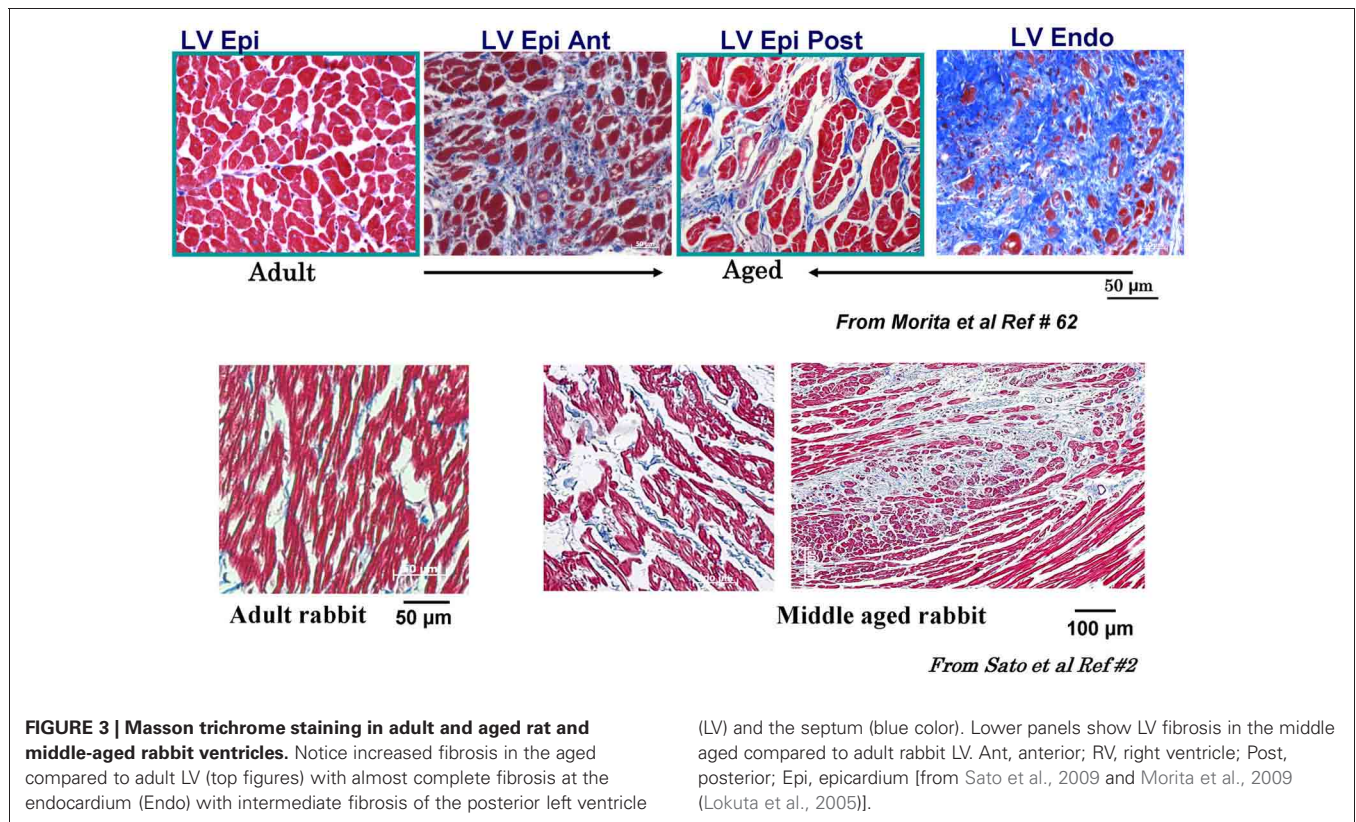 LV Epi
LV Epi Ant
LV Epi Post
LV Endo
Adult
Aged
50 µm
From Morita et al Ref # 62
Adult rabbit
50 µm
Middle aged rabbit
100 µm
From Sato et al Ref #2
FIGURE 3 | Masson trichrome staining in adult and aged rat and
middle-aged rabbit ventricles. Notice increased fibrosis in the aged
compared to adult LV (top figures) with almost complete fibrosis at the
endocardium (Endo) with intermediate fibrosis of the posterior left ventricle
(LV) and the septum (blue color). Lower panels show LV fibrosis in the middle
aged compared to adult rabbit LV. Ant, anterior; RV, right ventricle; Post,
posterior; Epi, epicardium [from Sato et al., 2009 and Morita et al., 2009
(Lokuta et al., 2005)].